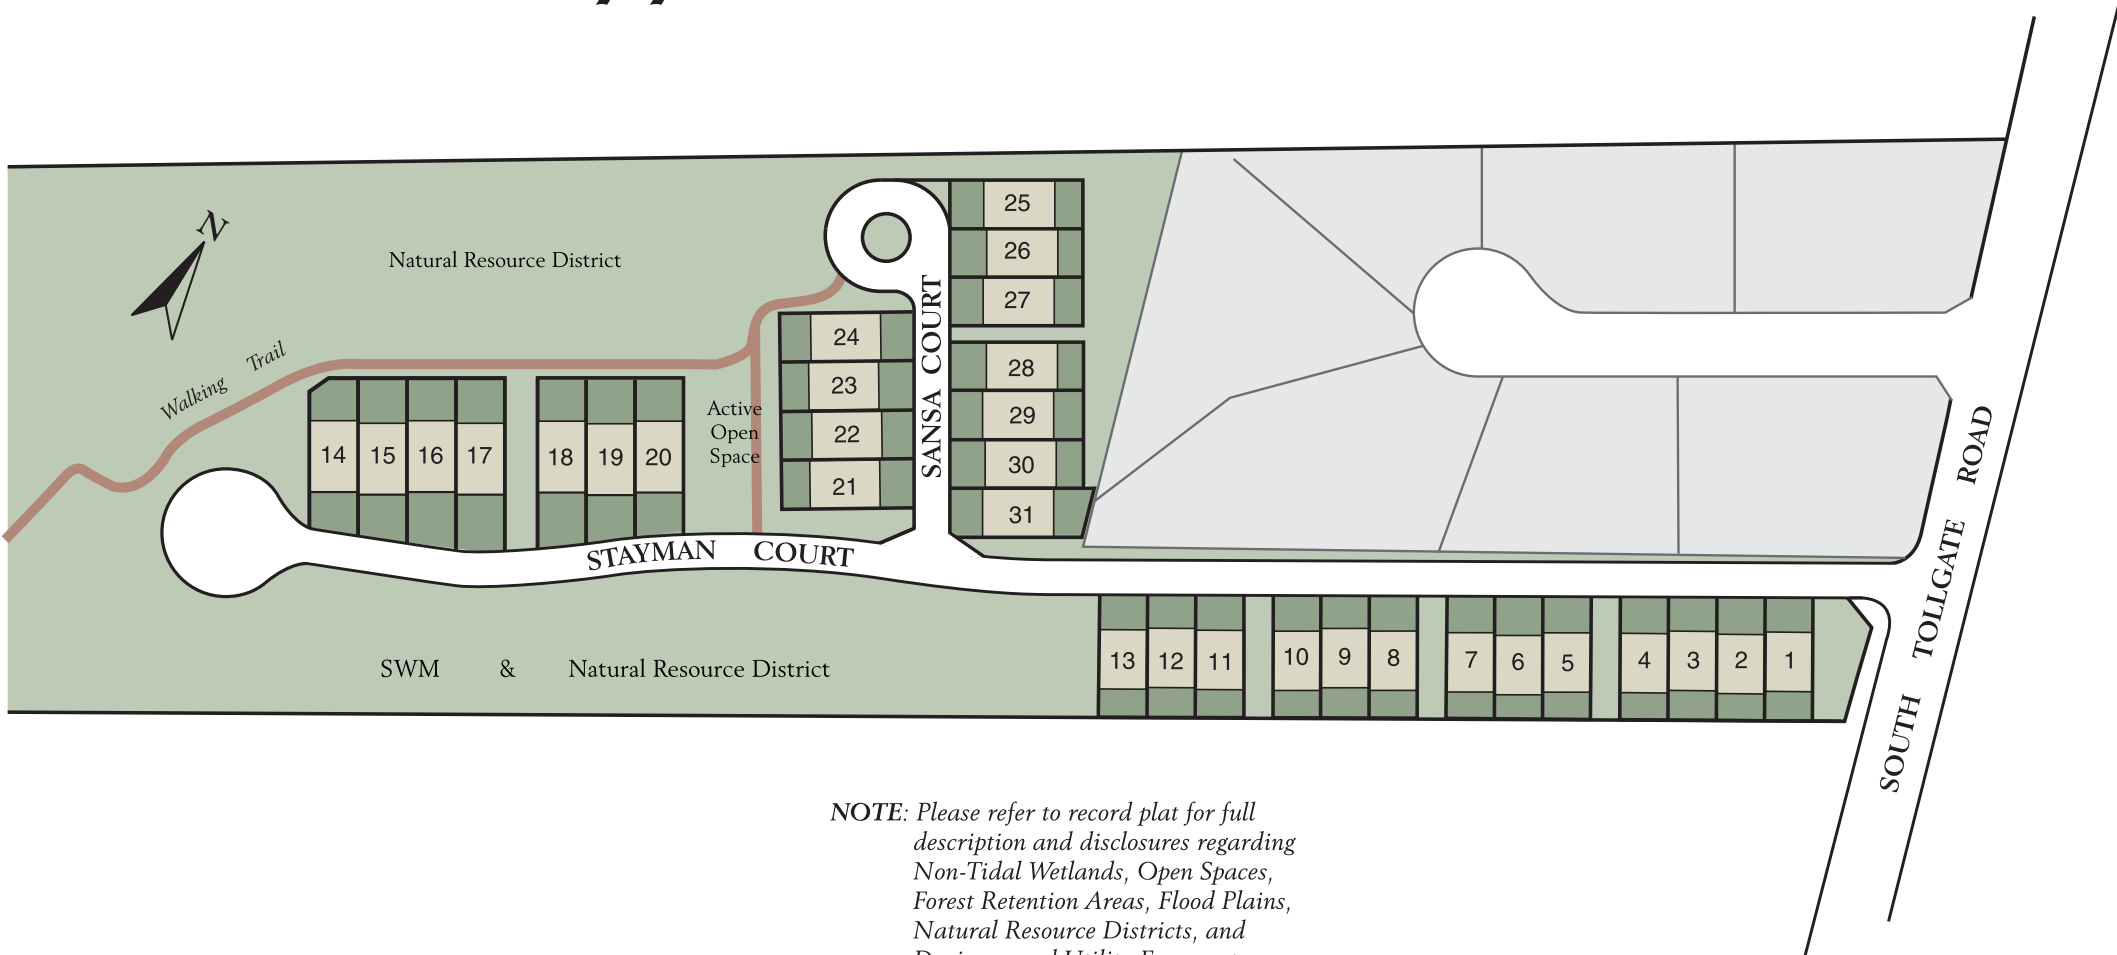 N
Natural Resource District
Walking Trail
25
26
27
28
29
30
31
24
23
22
21
SANSA COURT
Active
Open
Space
14 15 16 17 18 19 20
STAYMAN COURT
SOUTH TOLLGATE ROAD
SWM & Natural Resource District
13 12 11 10 9 8 7 6 5 4 3 2 1
NOTE: Please refer to record plat for full
description and disclosures regarding
Non-Tidal Wetlands, Open Spaces,
Forest Retention Areas, Flood Plains,
Natural Resource Districts, and